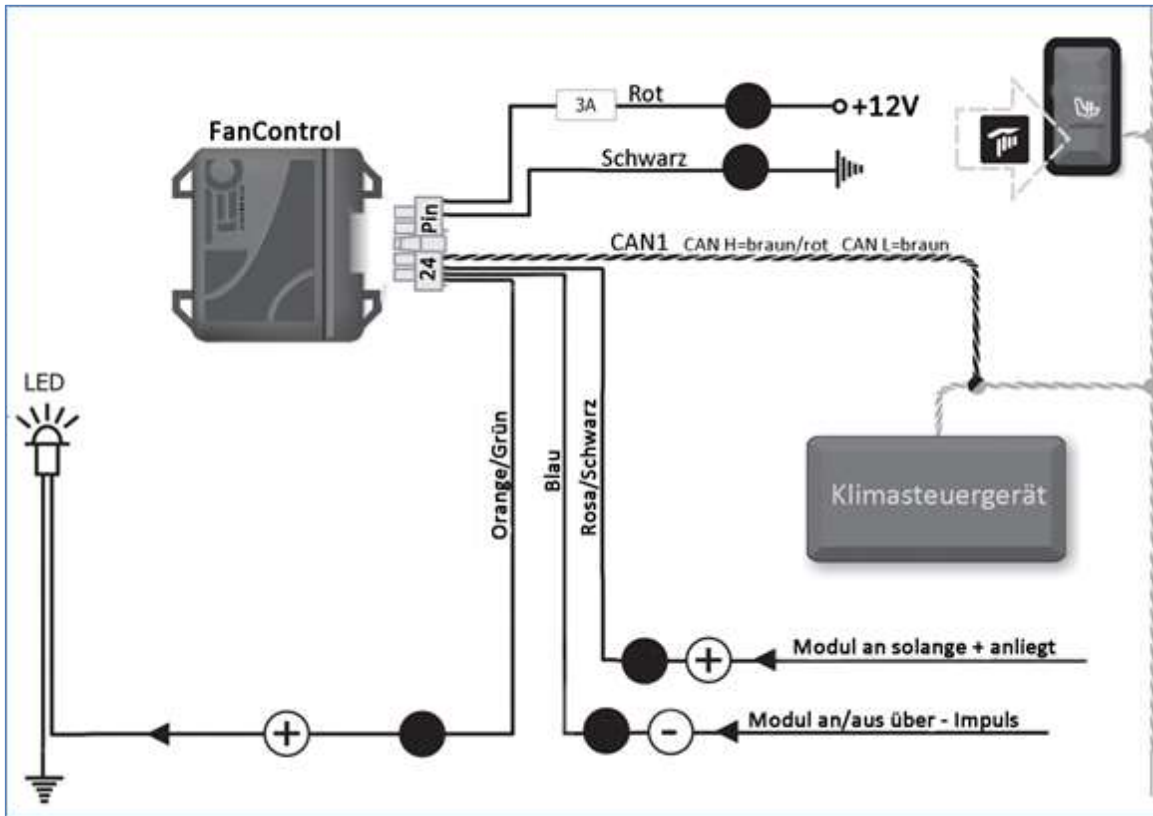 FanControl
3A
Rot
+12V
Schwarz
Pin
24
CAN1 CAN H=braun/rot CAN L=braun
LED
Orange/Grün
Blau
Rosa/Schwarz
Klimasteuergerät
Modul an solange + anliegt
Modul an/aus über - Impuls